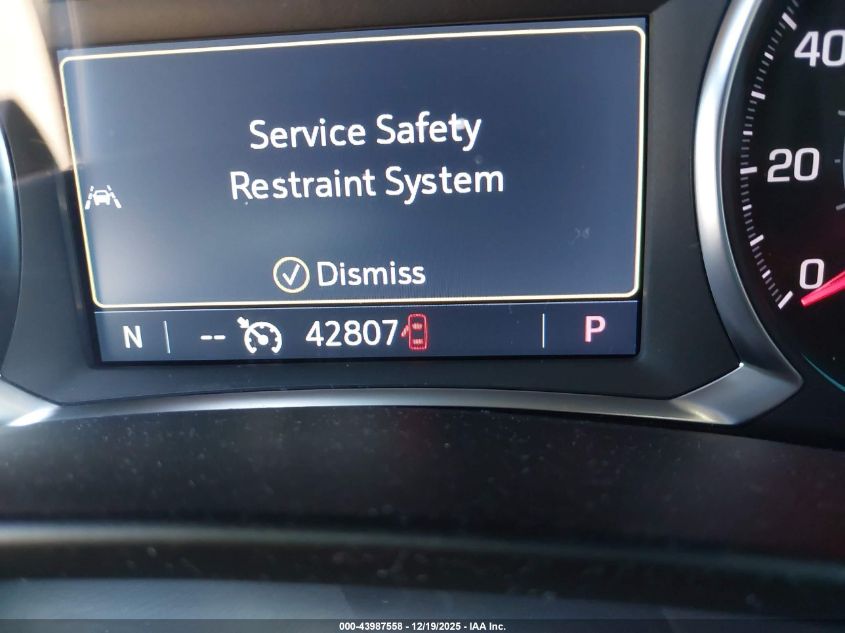 Service Safety
Restraint System
Dismiss
N -- 42807 P
40
20
0
000-43987558 - 12/19/2025 - IAA Inc.